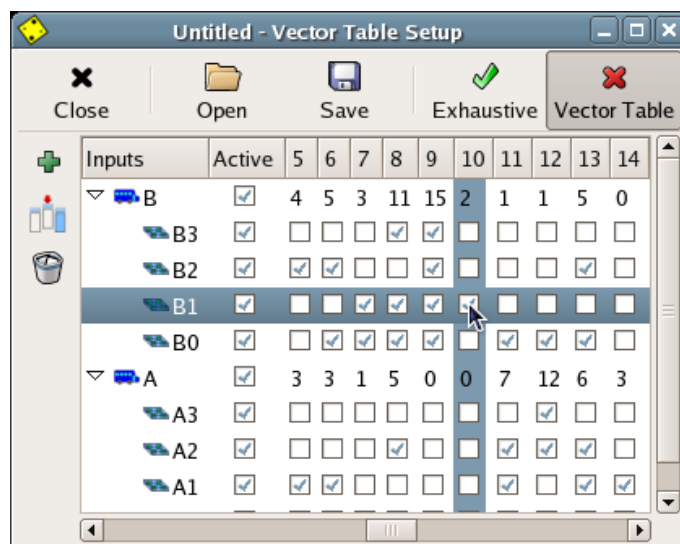 Untitled - Vector Table Setup
Close Open Save Exhaustive Vector Table
Inputs Active 5 6 7 8 9 10 11 12 13 14
B 4 5 3 11 15 2 1 1 5 0
B3
B2
B1
B0
A 3 3 1 5 0 0 7 12 6 3
A3
A2
A1